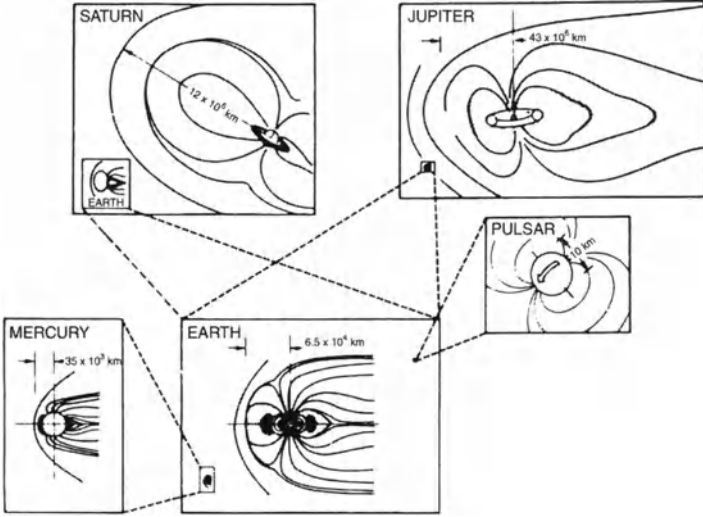 SATURN
12 x 10⁶ km
EARTH
JUPITER
43 x 10⁶ km
PULSAR
10 km
MERCURY
35 x 10³ km
EARTH
6.5 x 10⁴ km